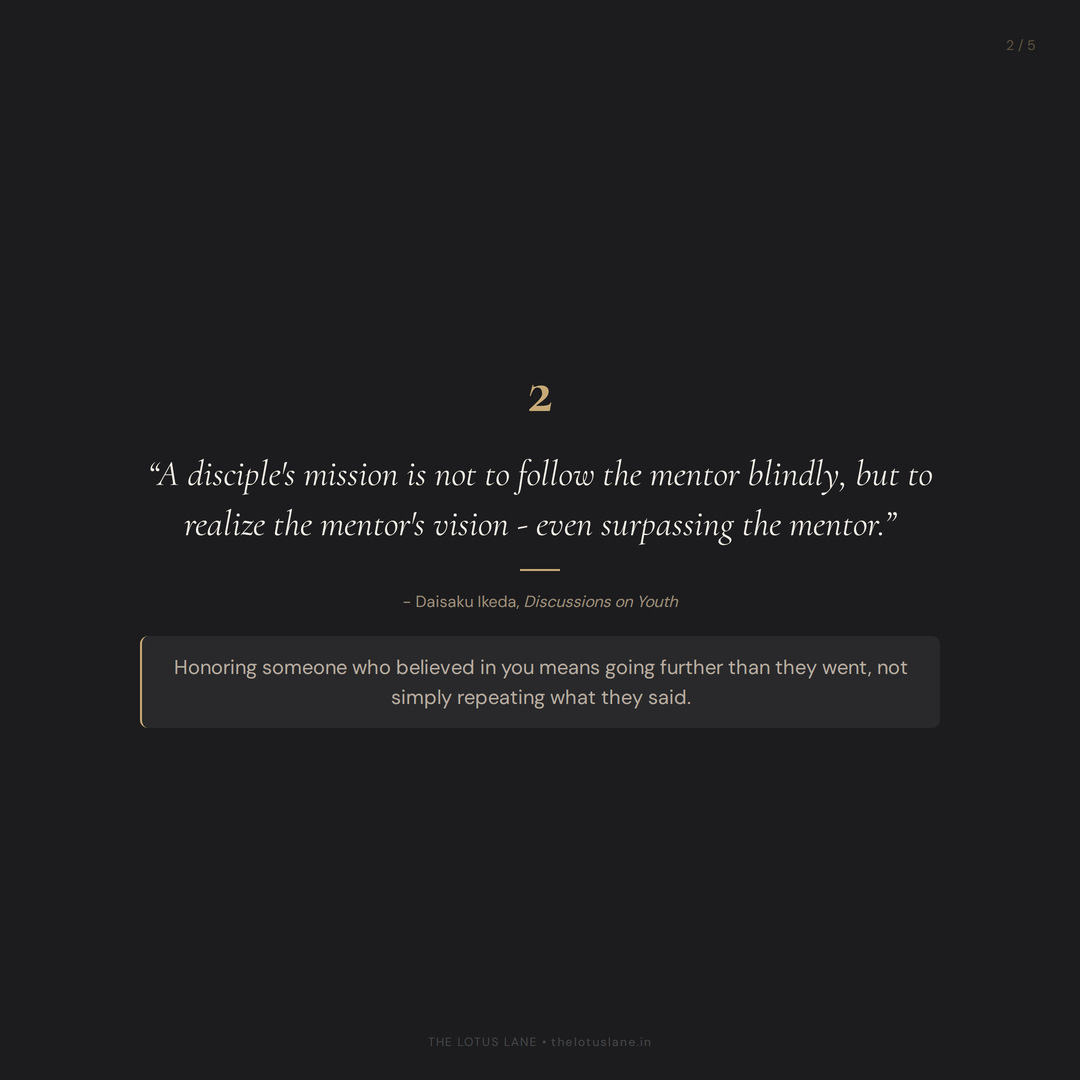 2 / 5
2
“A disciple's mission is not to follow the mentor blindly, but to
realize the mentor's vision - even surpassing the mentor.”
– Daisaku Ikeda, Discussions on Youth
Honoring someone who believed in you means going further than they went, not
simply repeating what they said.
THE LOTUS LANE • thelotuslane.in